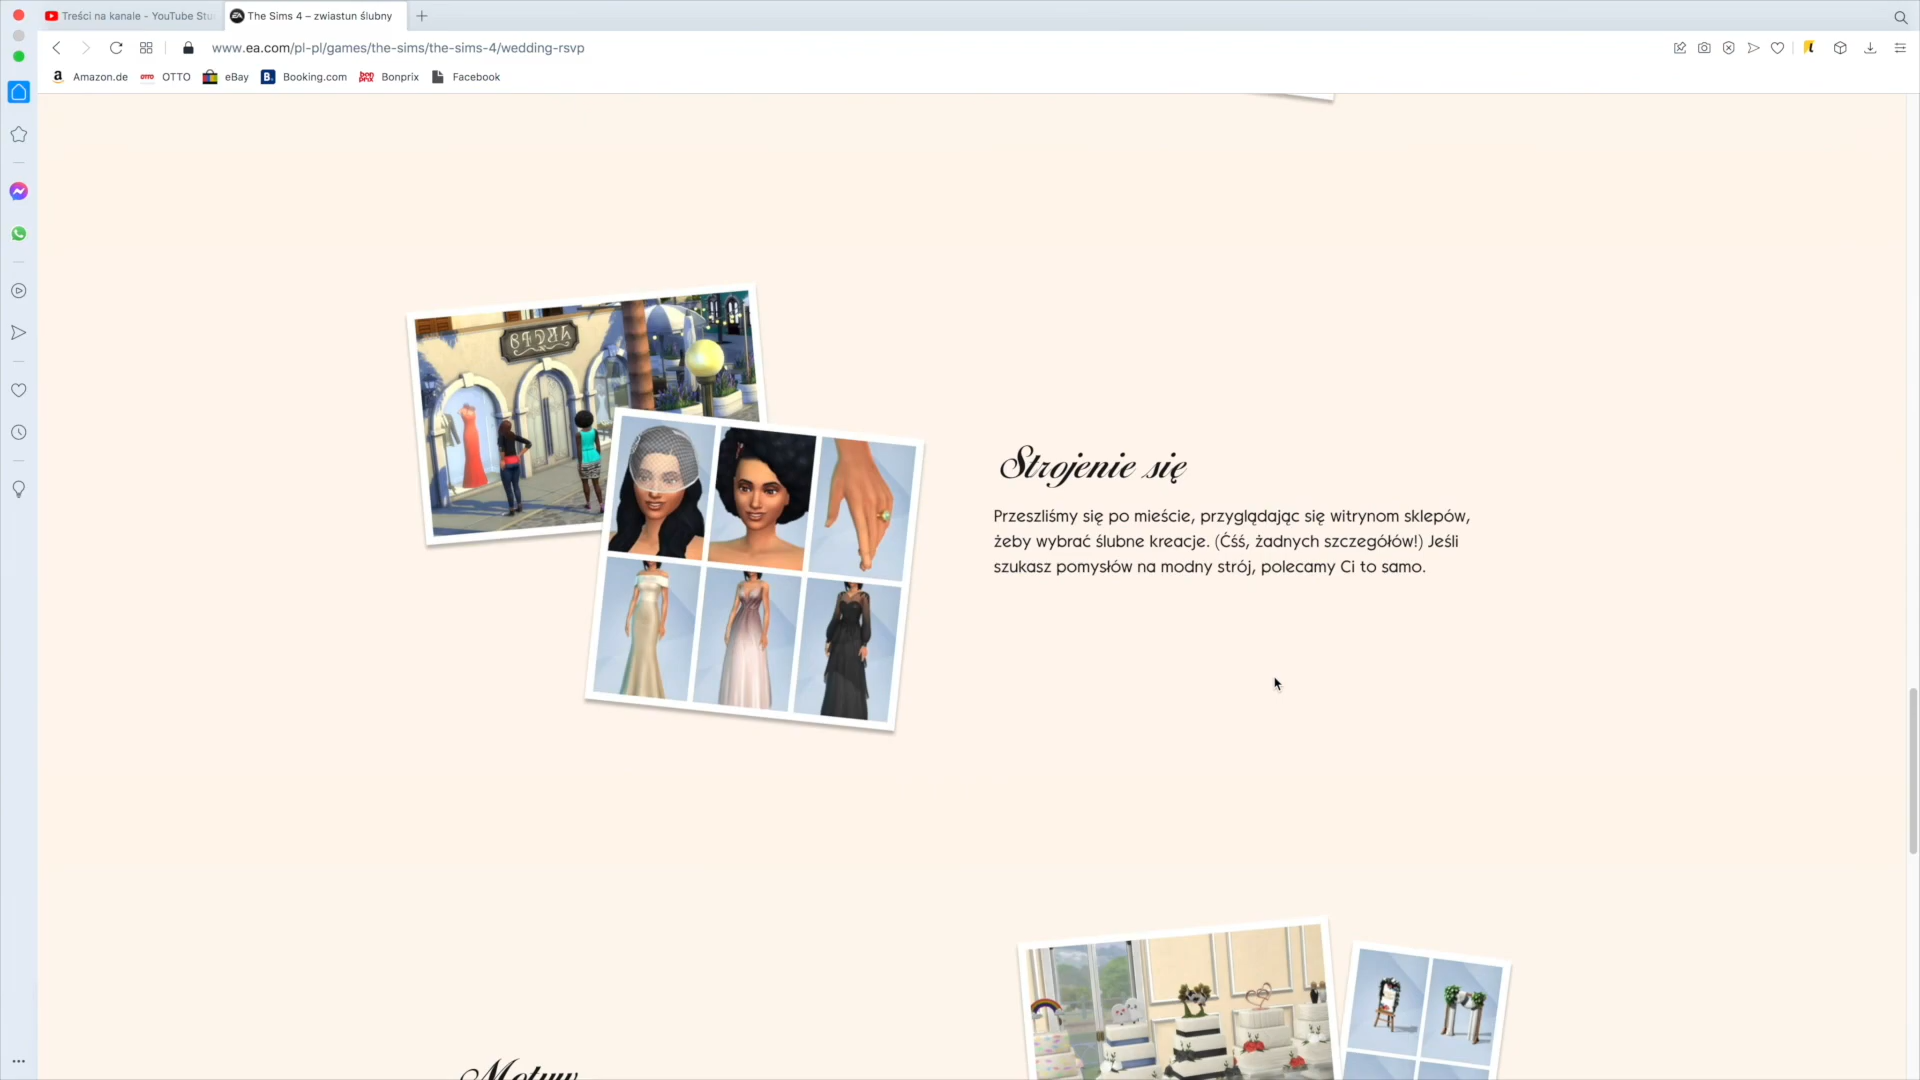 Treści na kanale - YouTube Stu
The Sims 4 – zwiastun ślubny
www.ea.com/pl-pl/games/the-sims/the-sims-4/wedding-rsvp
Amazon.de
OTTO
eBay
Booking.com
Bonprix
Facebook
Strojenie się
Przeszliśmy się po mieście, przyglądając się witrynom sklepów,
żeby wybrać ślubne kreacje. (Ćśś, żadnych szczegółów!) Jeśli
szukasz pomysłów na modny strój, polecamy Ci to samo.
Motyw